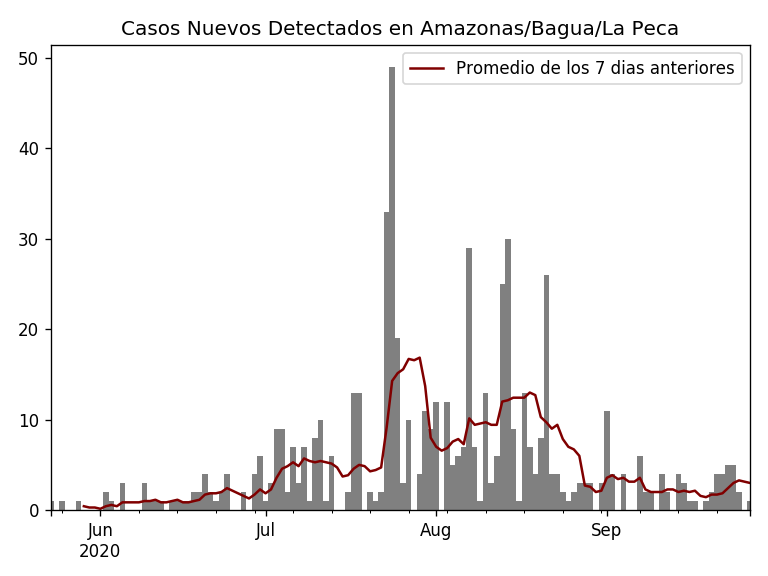 Casos Nuevos Detectados en Amazonas/Bagua/La Peca
Promedio de los 7 dias anteriores
50
40
30
20
10
0
Jun
2020
Jul
Aug
Sep